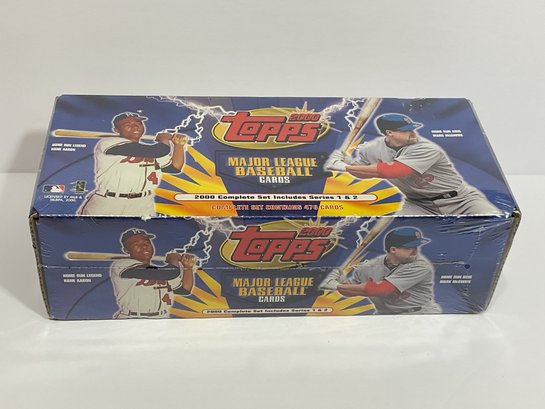 2000
Topps
HOME RUN LEGEND
HANK AARON
HOME RUN KING
MARK McGWIRE
MAJOR LEAGUE
BASEBALL
CARDS
2000 Complete Set Includes Series 1 & 2
COMPLETE SET CONTAINS 478 CARDS
2000
Topps
HOME RUN LEGEND
HANK AARON
HOME RUN KING
MARK McGWIRE
MAJOR LEAGUE
BASEBALL
CARDS
2000 Complete Set Includes Series 1 & 2